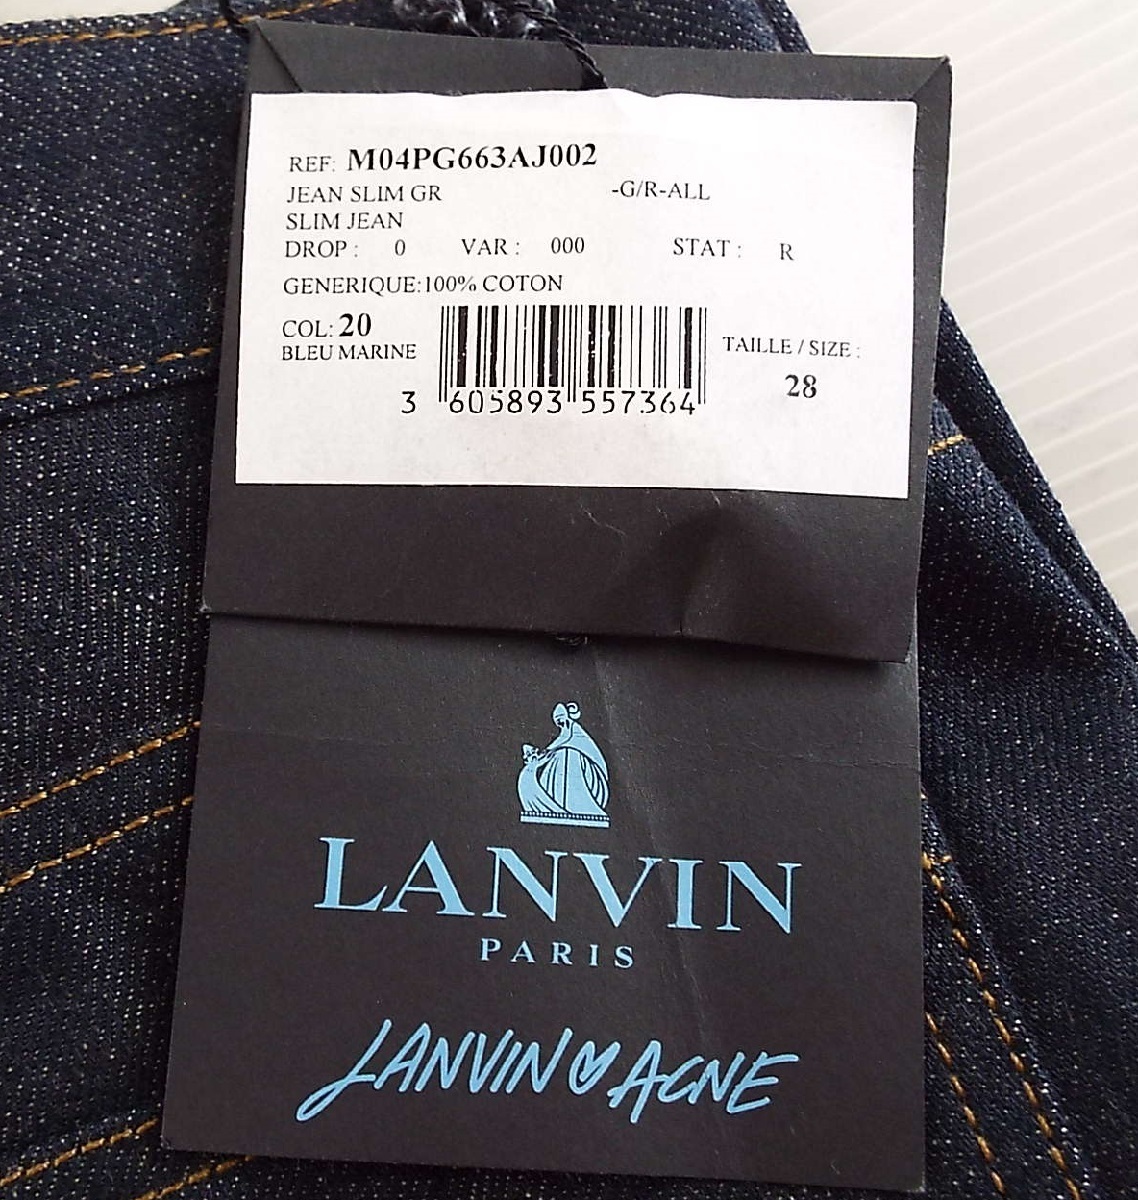 REF: M04PG663AJ002
JEAN SLIM GR -G/R-ALL
SLIM JEAN
DROP : 0 VAR : 000 STAT : R
GENERIQUE:100% COTON
COL: 20
BLEU MARINE
TAILLE / SIZE :
28
3 605893 557364
LANVIN
PARIS
LANVIN♥ACNE